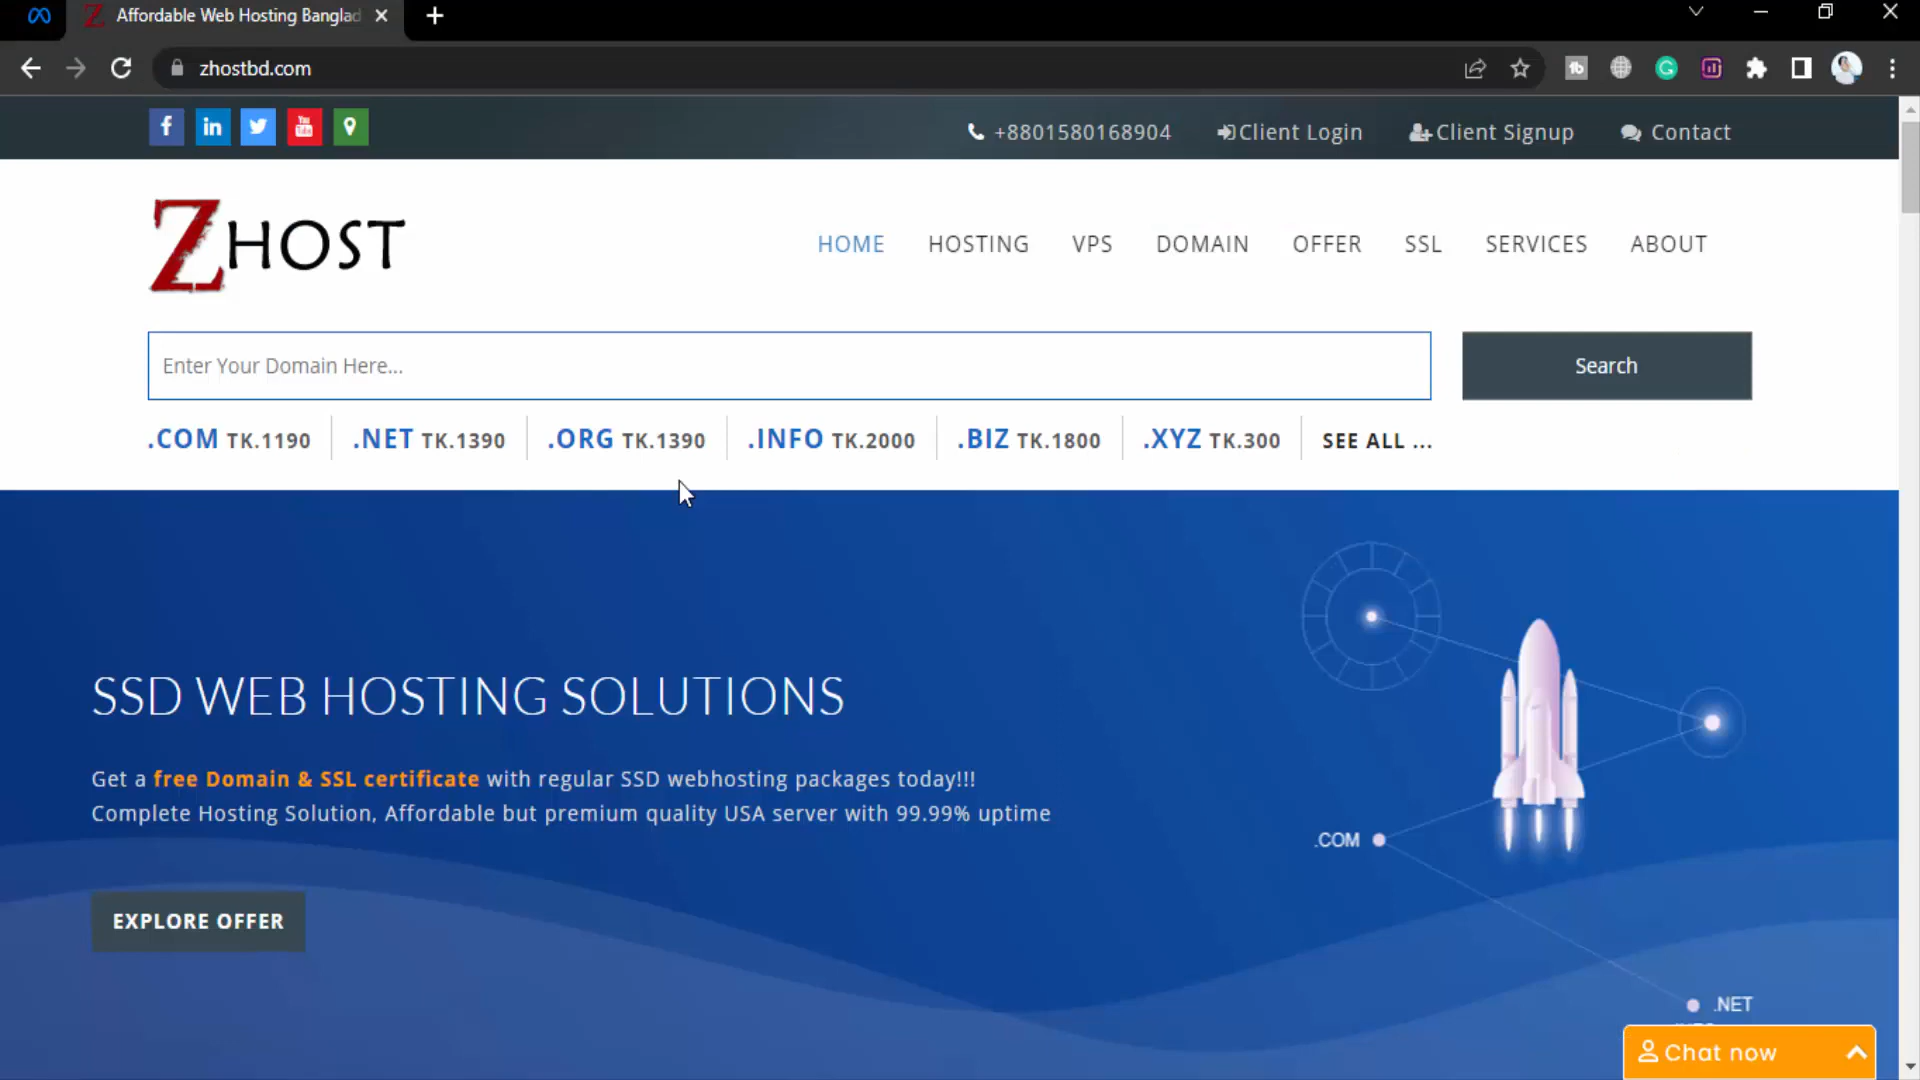 Affordable Web Hosting Banglad
zhostbd.com
+8801580168904 Client Login Client Signup Contact
ZHOST
HOME HOSTING VPS DOMAIN OFFER SSL SERVICES ABOUT
Enter Your Domain Here... Search
.COM TK.1190 .NET TK.1390 .ORG TK.1390 .INFO TK.2000 .BIZ TK.1800 .XYZ TK.300 SEE ALL ...
SSD WEB HOSTING SOLUTIONS
Get a free Domain & SSL certificate with regular SSD webhosting packages today!!!
Complete Hosting Solution, Affordable but premium quality USA server with 99.99% uptime
.COM
EXPLORE OFFER
.NET
Chat now